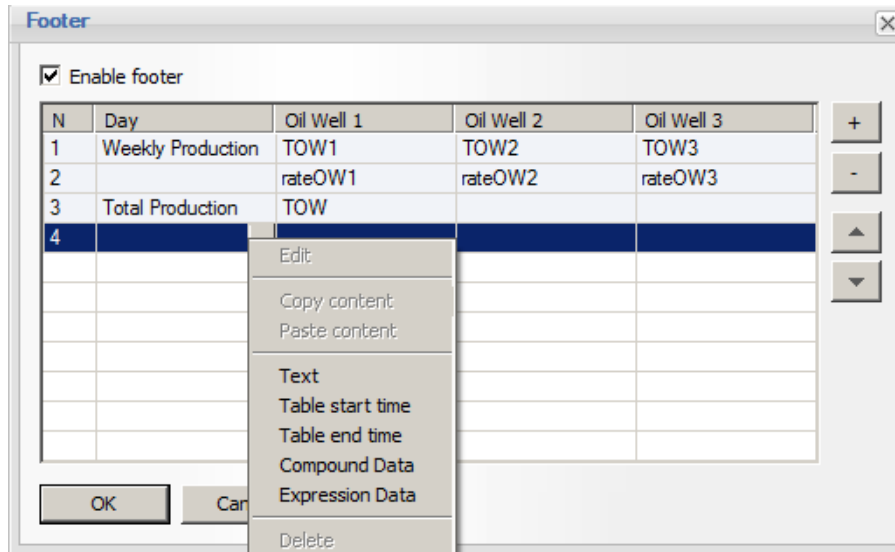 Footer
Enable footer
N Day Oil Well 1 Oil Well 2 Oil Well 3
1 Weekly Production TOW1 TOW2 TOW3
2 rateOW1 rateOW2 rateOW3
3 Total Production TOW
4
+
-
Edit
Copy content
Paste content
Text
Table start time
Table end time
Compound Data
Expression Data
Delete
OK